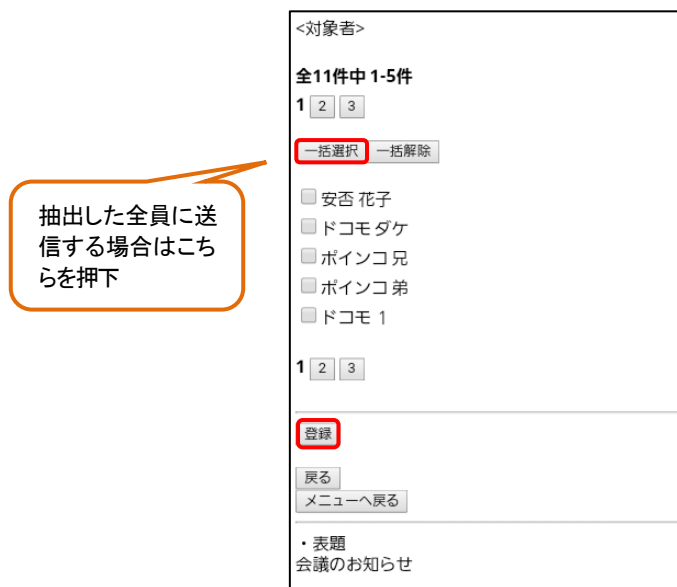 <対象者>
全11件中 1-5件
1 2 3
一括選択 一括解除
抽出した全員に送
信する場合はこち
らを押下
安否 花子
ドコモ ダケ
ポインコ 兄
ポインコ 弟
ドコモ 1
1 2 3
登録
戻る
メニューへ戻る
・表題
会議のお知らせ